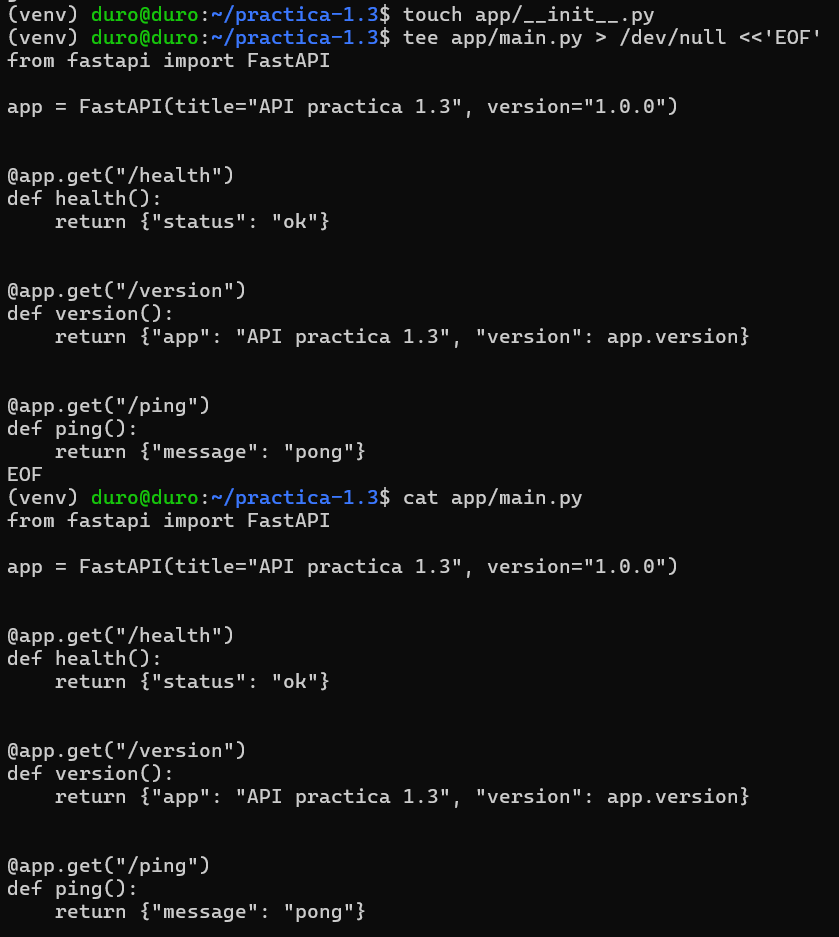 (venv) duro@duro:~/practica-1.3$ touch app/__init__.py
(venv) duro@duro:~/practica-1.3$ tee app/main.py > /dev/null <<'EOF'
from fastapi import FastAPI
app = FastAPI(title="API practica 1.3", version="1.0.0")
@app.get("/health")
def health():
    return {"status": "ok"}
@app.get("/version")
def version():
    return {"app": "API practica 1.3", "version": app.version}
@app.get("/ping")
def ping():
    return {"message": "pong"}
EOF
(venv) duro@duro:~/practica-1.3$ cat app/main.py
from fastapi import FastAPI
app = FastAPI(title="API practica 1.3", version="1.0.0")
@app.get("/health")
def health():
    return {"status": "ok"}
@app.get("/version")
def version():
    return {"app": "API practica 1.3", "version": app.version}
@app.get("/ping")
def ping():
    return {"message": "pong"}